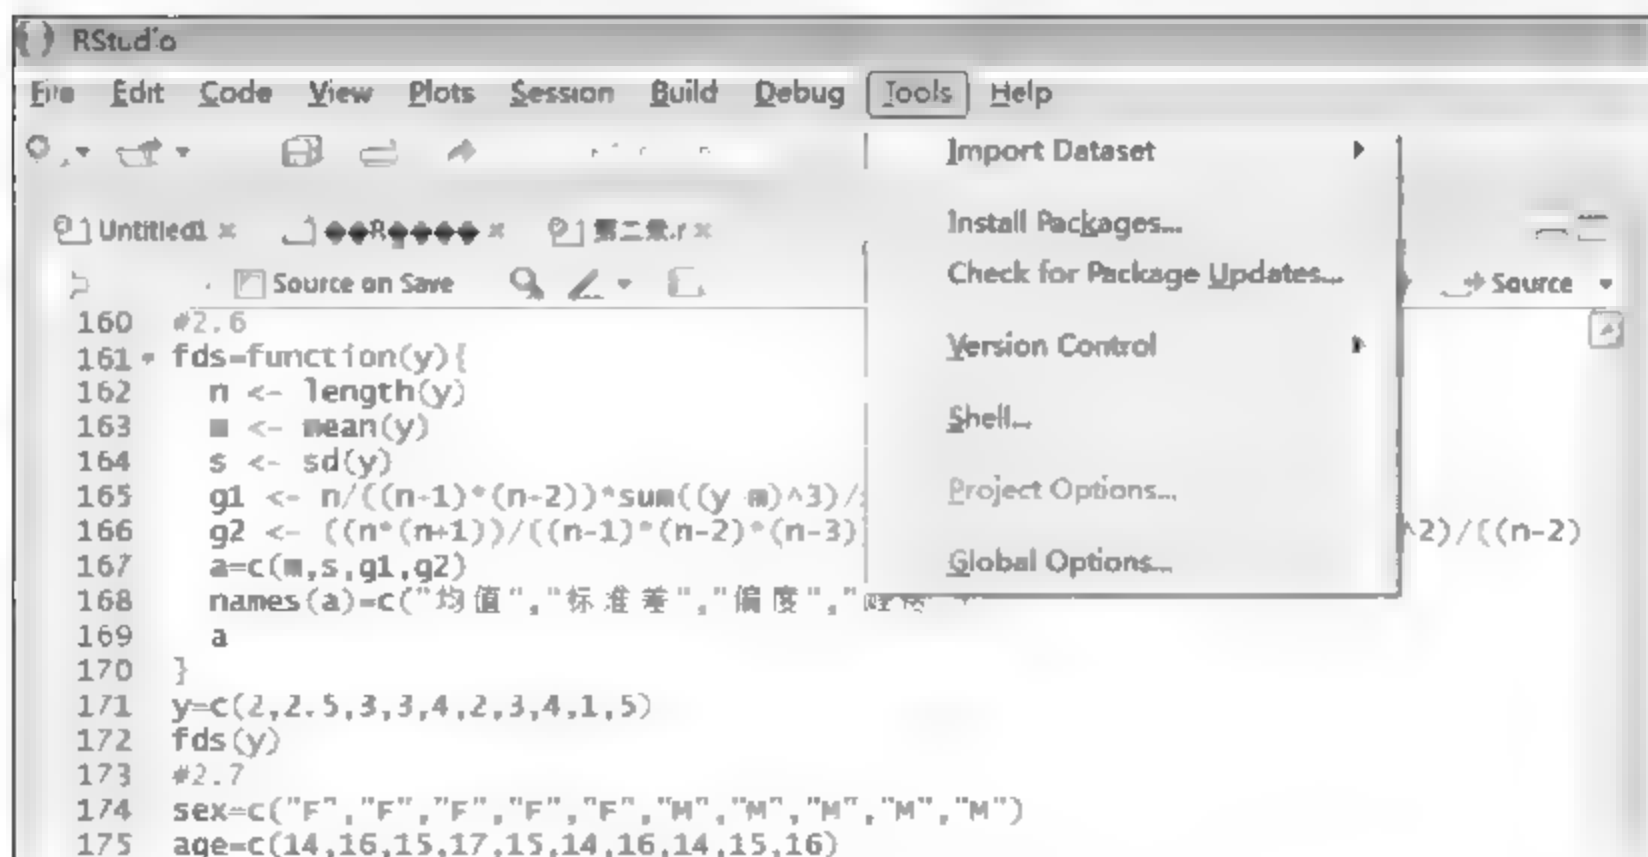 RStudio
File Edit Code View Plots Session Build Debug Tools Help
Import Dataset
Install Packages...
Check for Package Updates...
Version Control
Shell...
Project Options...
Global Options...
Untitled1 × ◆◆R◆◆◆◆ × 第二章.r ×
Source on Save Source
160 #2.6
161 fds=function(y){
162 n <- length(y)
163 m <- mean(y)
164 s <- sd(y)
165 g1 <- n/((n-1)*(n-2))*sum((y-m)^3)/
166 g2 <- ((n*(n+1))/((n-1)*(n-2)*(n-3) ^2)/((n-2)
167 a=c(m,s,g1,g2)
168 names(a)=c("均值","标准差","偏度","
169 a
170 }
171 y=c(2,2.5,3,3,4,2,3,4,1,5)
172 fds(y)
173 #2.7
174 sex=c("F","F","F","F","F","M","M","M","M","M")
175 age=c(14,16,15,17,15,14,16,14,15,16)